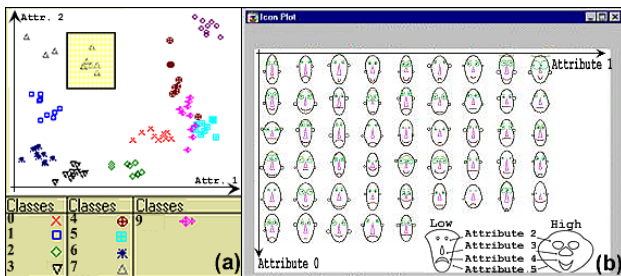 Attr. 2
Attr. 1
Classes Classes Classes
0 4 9
1 5
2 6
3 7
(a)
Icon Plot
Attribute 1
Attribute 0
Low High
Attribute 2
Attribute 3
Attribute 4
Attribute 5
(b)